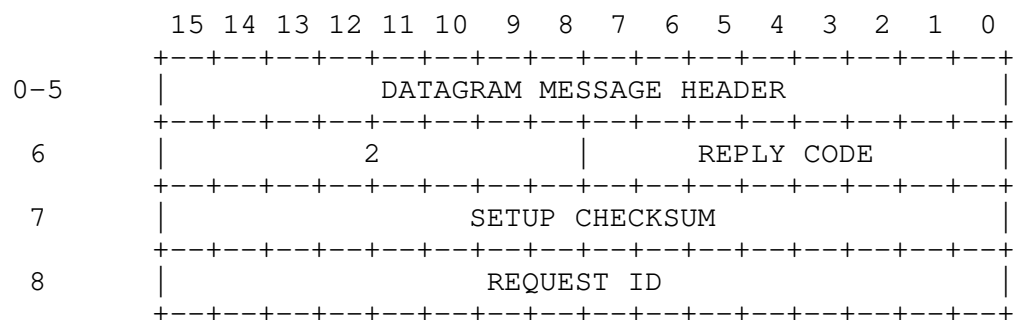 15 14 13 12 11 10 9 8 7 6 5 4 3 2 1 0
+--+--+--+--+--+--+--+--+--+--+--+--+--+--+--+--+
0-5 | DATAGRAM MESSAGE HEADER |
+--+--+--+--+--+--+--+--+--+--+--+--+--+--+--+--+
6 | 2 | REPLY CODE |
+--+--+--+--+--+--+--+--+--+--+--+--+--+--+--+--+
7 | SETUP CHECKSUM |
+--+--+--+--+--+--+--+--+--+--+--+--+--+--+--+--+
8 | REQUEST ID |
+--+--+--+--+--+--+--+--+--+--+--+--+--+--+--+--+